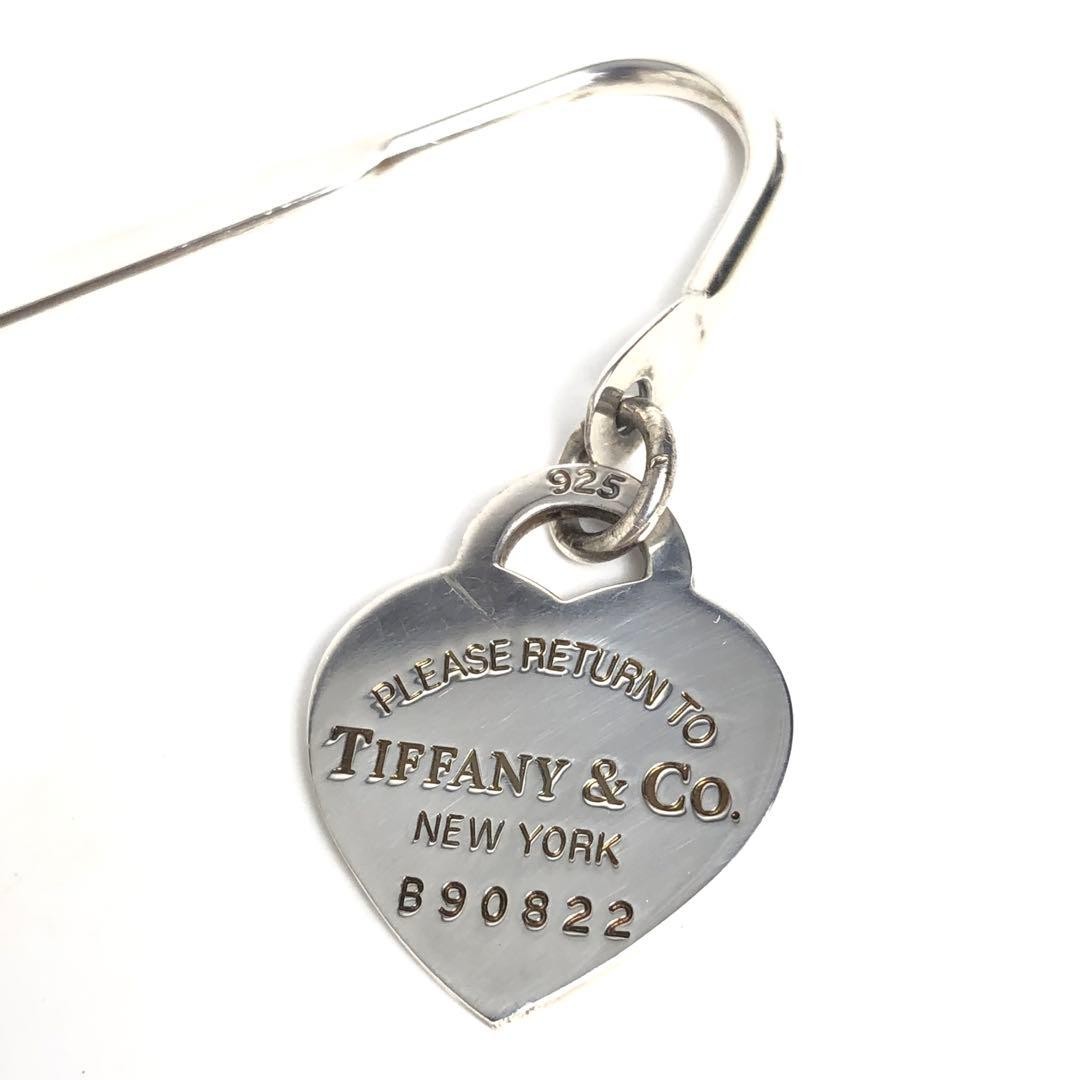 925
PLEASE RETURN TO
TIFFANY & CO.
NEW YORK
B90822